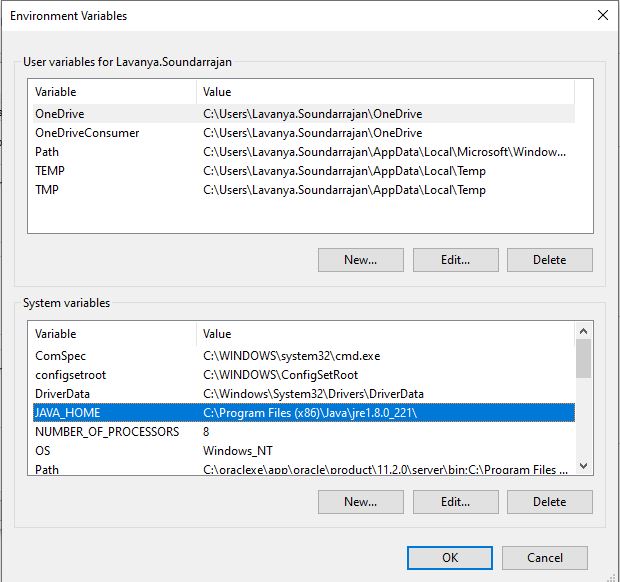 Environment Variables
User variables for Lavanya.Soundarrajan
Variable Value
OneDrive C:\Users\Lavanya.Soundarrajan\OneDrive
OneDriveConsumer C:\Users\Lavanya.Soundarrajan\OneDrive
Path C:\Users\Lavanya.Soundarrajan\AppData\Local\Microsoft\Window...
TEMP C:\Users\Lavanya.Soundarrajan\AppData\Local\Temp
TMP C:\Users\Lavanya.Soundarrajan\AppData\Local\Temp
New... Edit... Delete
System variables
Variable Value
ComSpec C:\WINDOWS\system32\cmd.exe
configsetroot C:\WINDOWS\ConfigSetRoot
DriverData C:\Windows\System32\Drivers\DriverData
JAVA_HOME C:\Program Files (x86)\Java\jre1.8.0_221\
NUMBER_OF_PROCESSORS 8
OS Windows_NT
Path C:\oraclexe\app\oracle\product\11.2.0\server\bin;C:\Program Files ...
New... Edit... Delete
OK Cancel